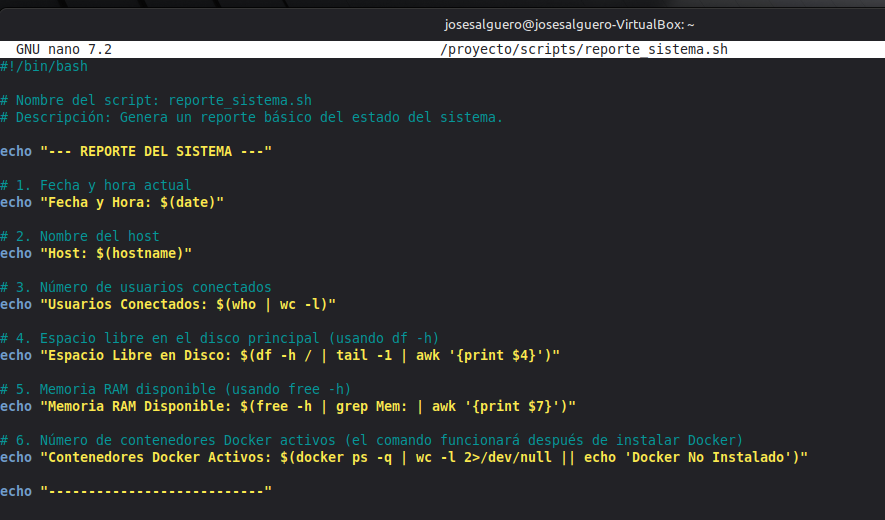 josesalguero@josesalguero-VirtualBox: ~
GNU nano 7.2 /proyecto/scripts/reporte_sistema.sh
#!/bin/bash
# Nombre del script: reporte_sistema.sh
# Descripción: Genera un reporte básico del estado del sistema.
echo "--- REPORTE DEL SISTEMA ---"
# 1. Fecha y hora actual
echo "Fecha y Hora: $(date)"
# 2. Nombre del host
echo "Host: $(hostname)"
# 3. Número de usuarios conectados
echo "Usuarios Conectados: $(who | wc -l)"
# 4. Espacio libre en el disco principal (usando df -h)
echo "Espacio Libre en Disco: $(df -h / | tail -1 | awk '{print $4}')"
# 5. Memoria RAM disponible (usando free -h)
echo "Memoria RAM Disponible: $(free -h | grep Mem: | awk '{print $7}')"
# 6. Número de contenedores Docker activos (el comando funcionará después de instalar Docker)
echo "Contenedores Docker Activos: $(docker ps -q | wc -l 2>/dev/null || echo 'Docker No Instalado')"
echo "---------------------------"